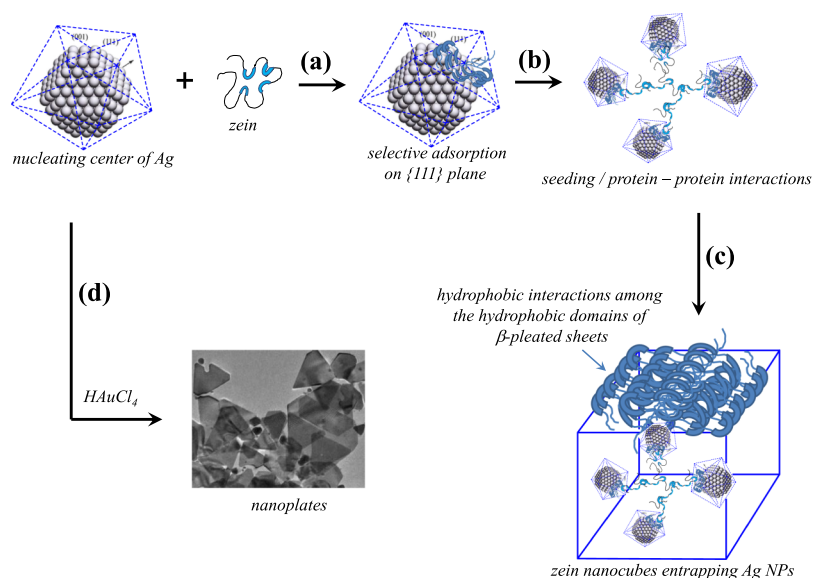 (001)
(111)
+
zein
nucleating center of Ag
(a)
(001)
(111)
selective adsorption
on {111} plane
(b)
seeding / protein – protein interactions
(c)
(d)
HAuCl4
nanoplates
hydrophobic interactions among
the hydrophobic domains of
β-pleated sheets
zein nanocubes entrapping Ag NPs